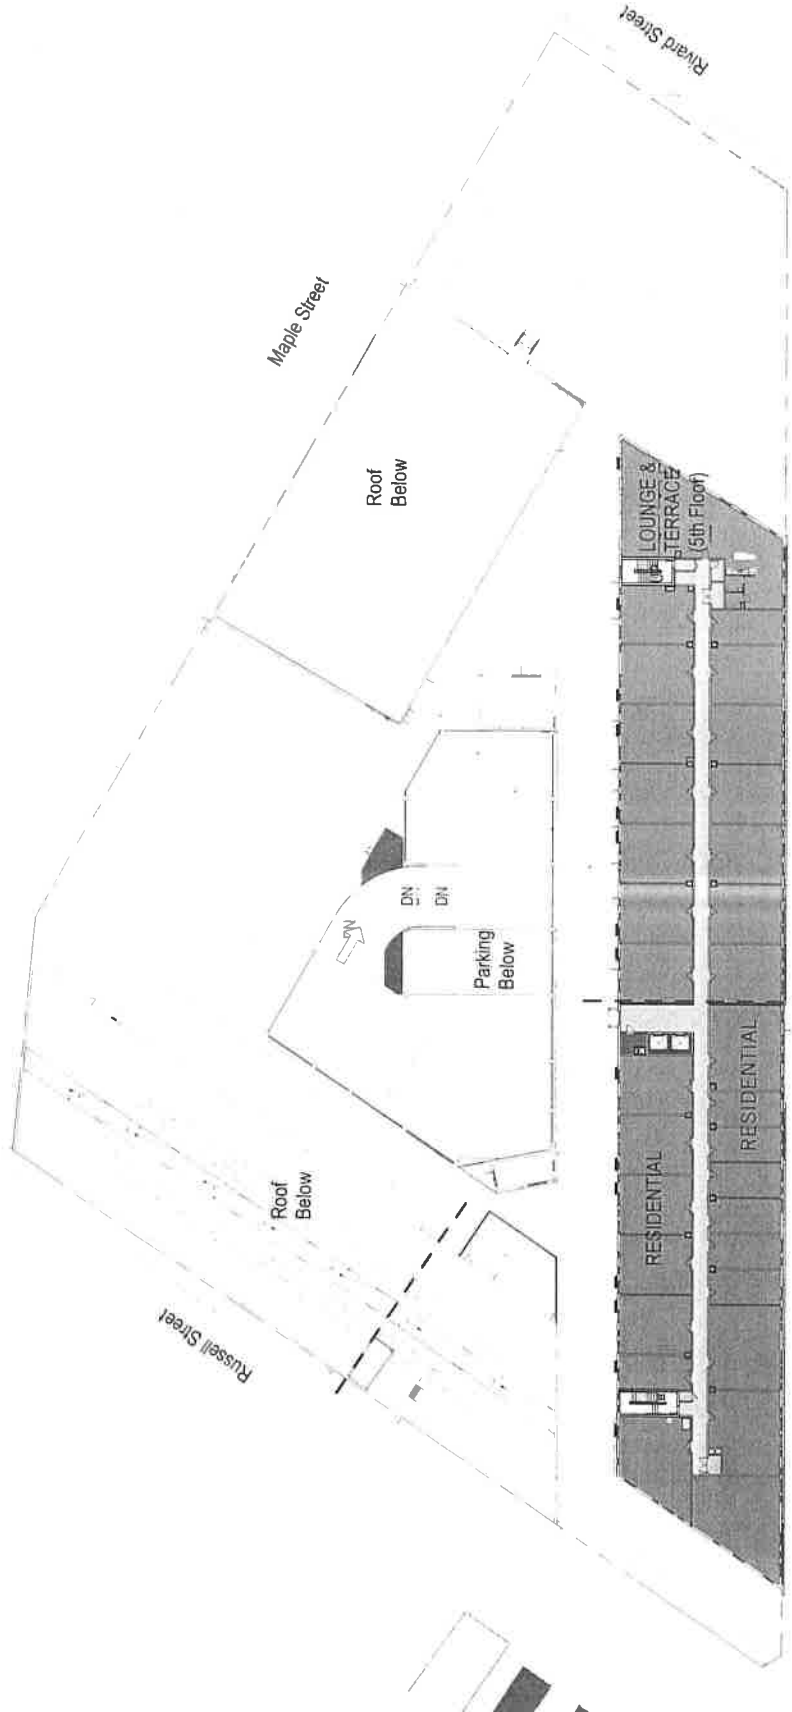 Rivard Street
Maple Street
Roof
Below
LOUNGE &
TERRACE
(5th Floor)
UP
DN
DN
Parking
Below
RESIDENTIAL
RESIDENTIAL
Roof
Below
Russell Street